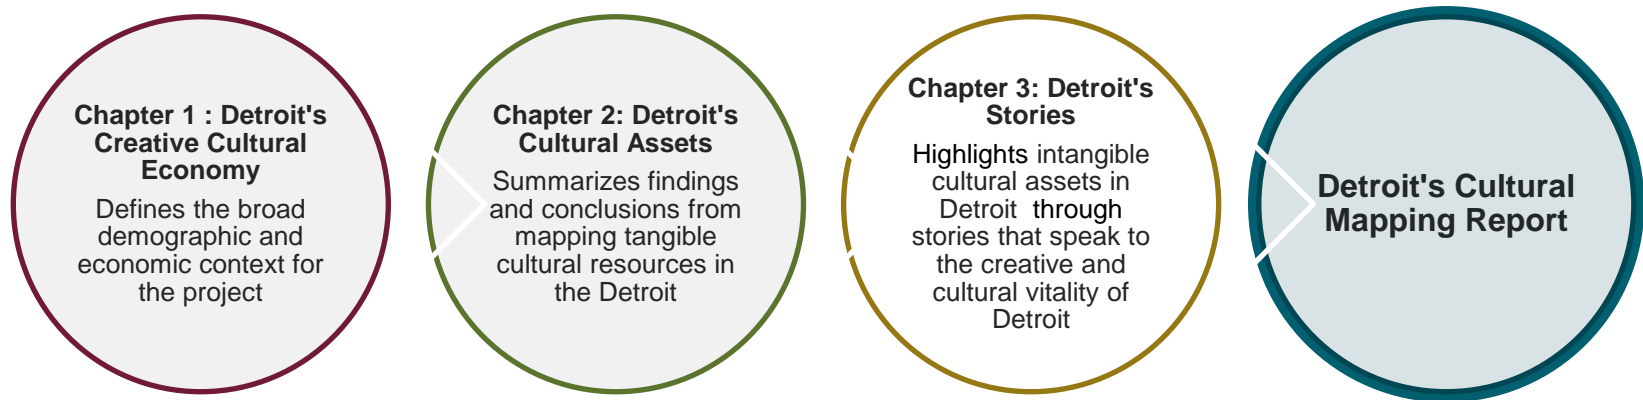 Chapter 1 : Detroit's
Creative Cultural
Economy
Defines the broad
demographic and
economic context for
the project
Chapter 2: Detroit's
Cultural Assets
Summarizes findings
and conclusions from
mapping tangible
cultural resources in
the Detroit
Chapter 3: Detroit's
Stories
Highlights intangible
cultural assets in
Detroit through
stories that speak to
the creative and
cultural vitality of
Detroit
Detroit's Cultural
Mapping Report